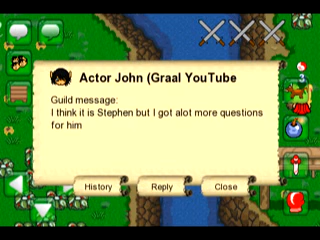 Actor John (Graal YouTube
Guild message:
I think it is Stephen but I got alot more questions
for him
History
Reply
Close